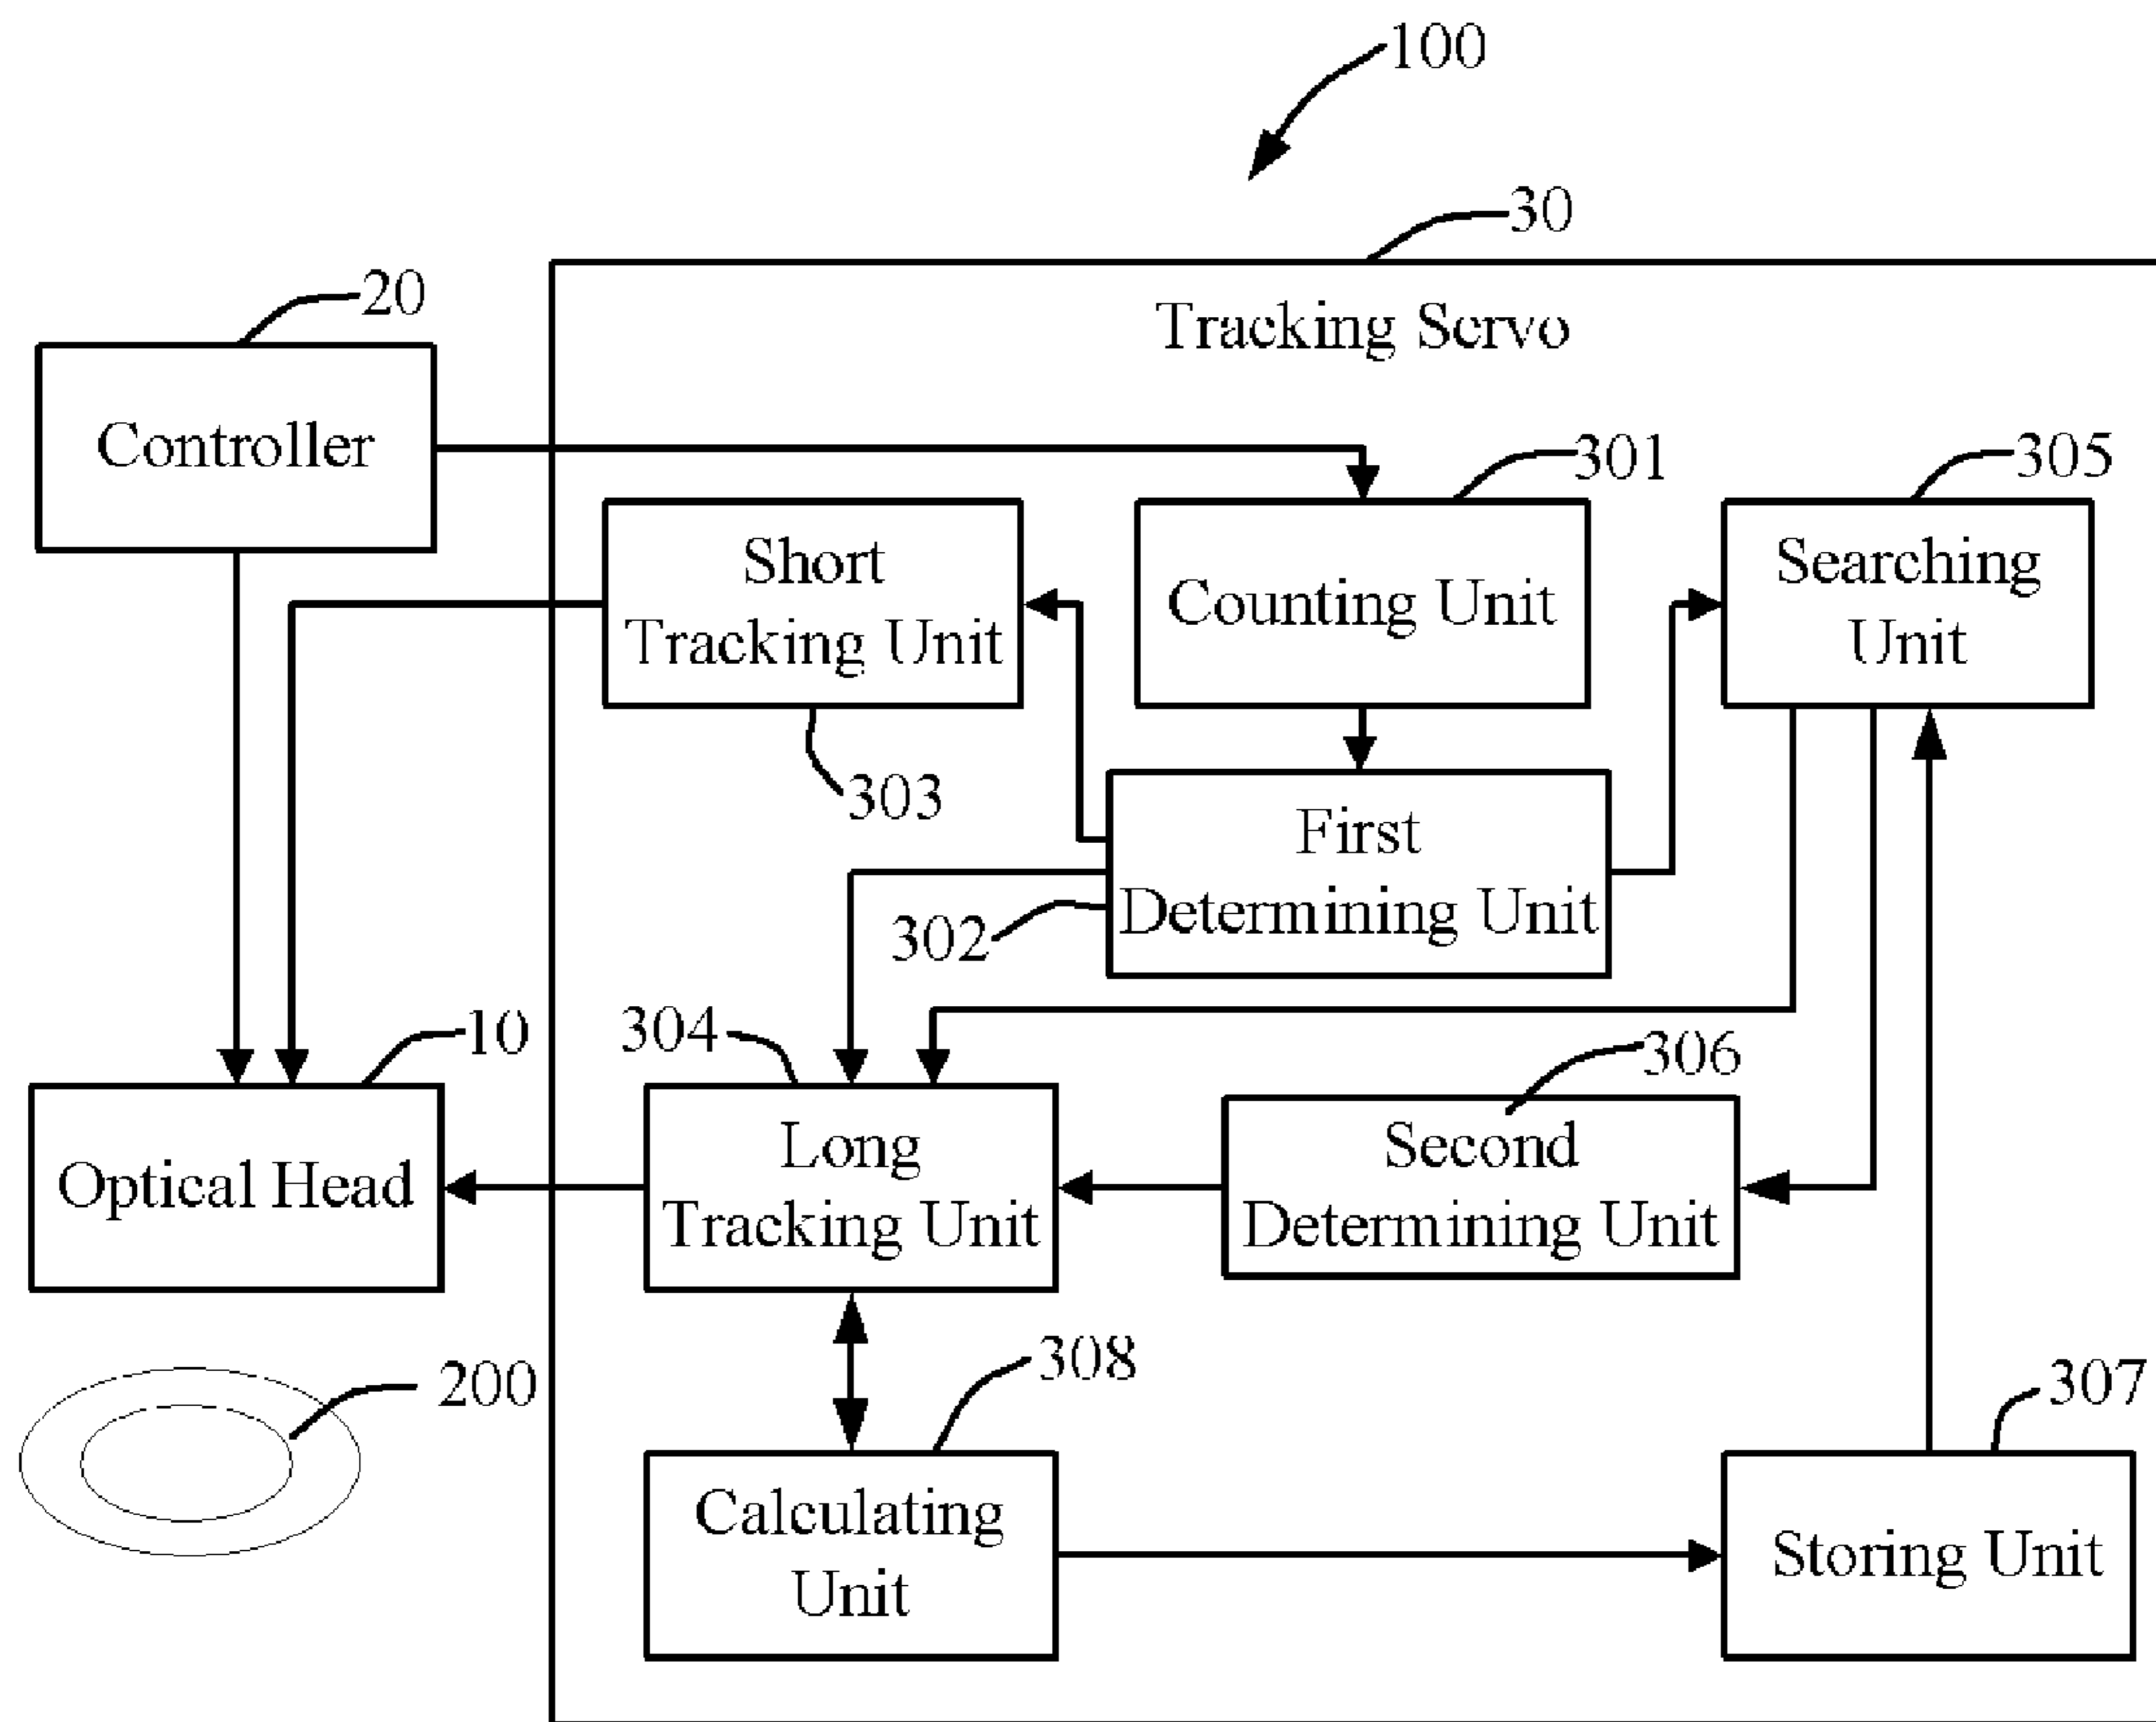 100
30
20
Tracking Servo
Controller
301
305
Short
Tracking Unit
Counting Unit
Searching
Unit
303
First
Determining Unit
302
10
304
306
Optical Head
Long
Tracking Unit
Second
Determining Unit
200
308
307
Calculating
Unit
Storing Unit